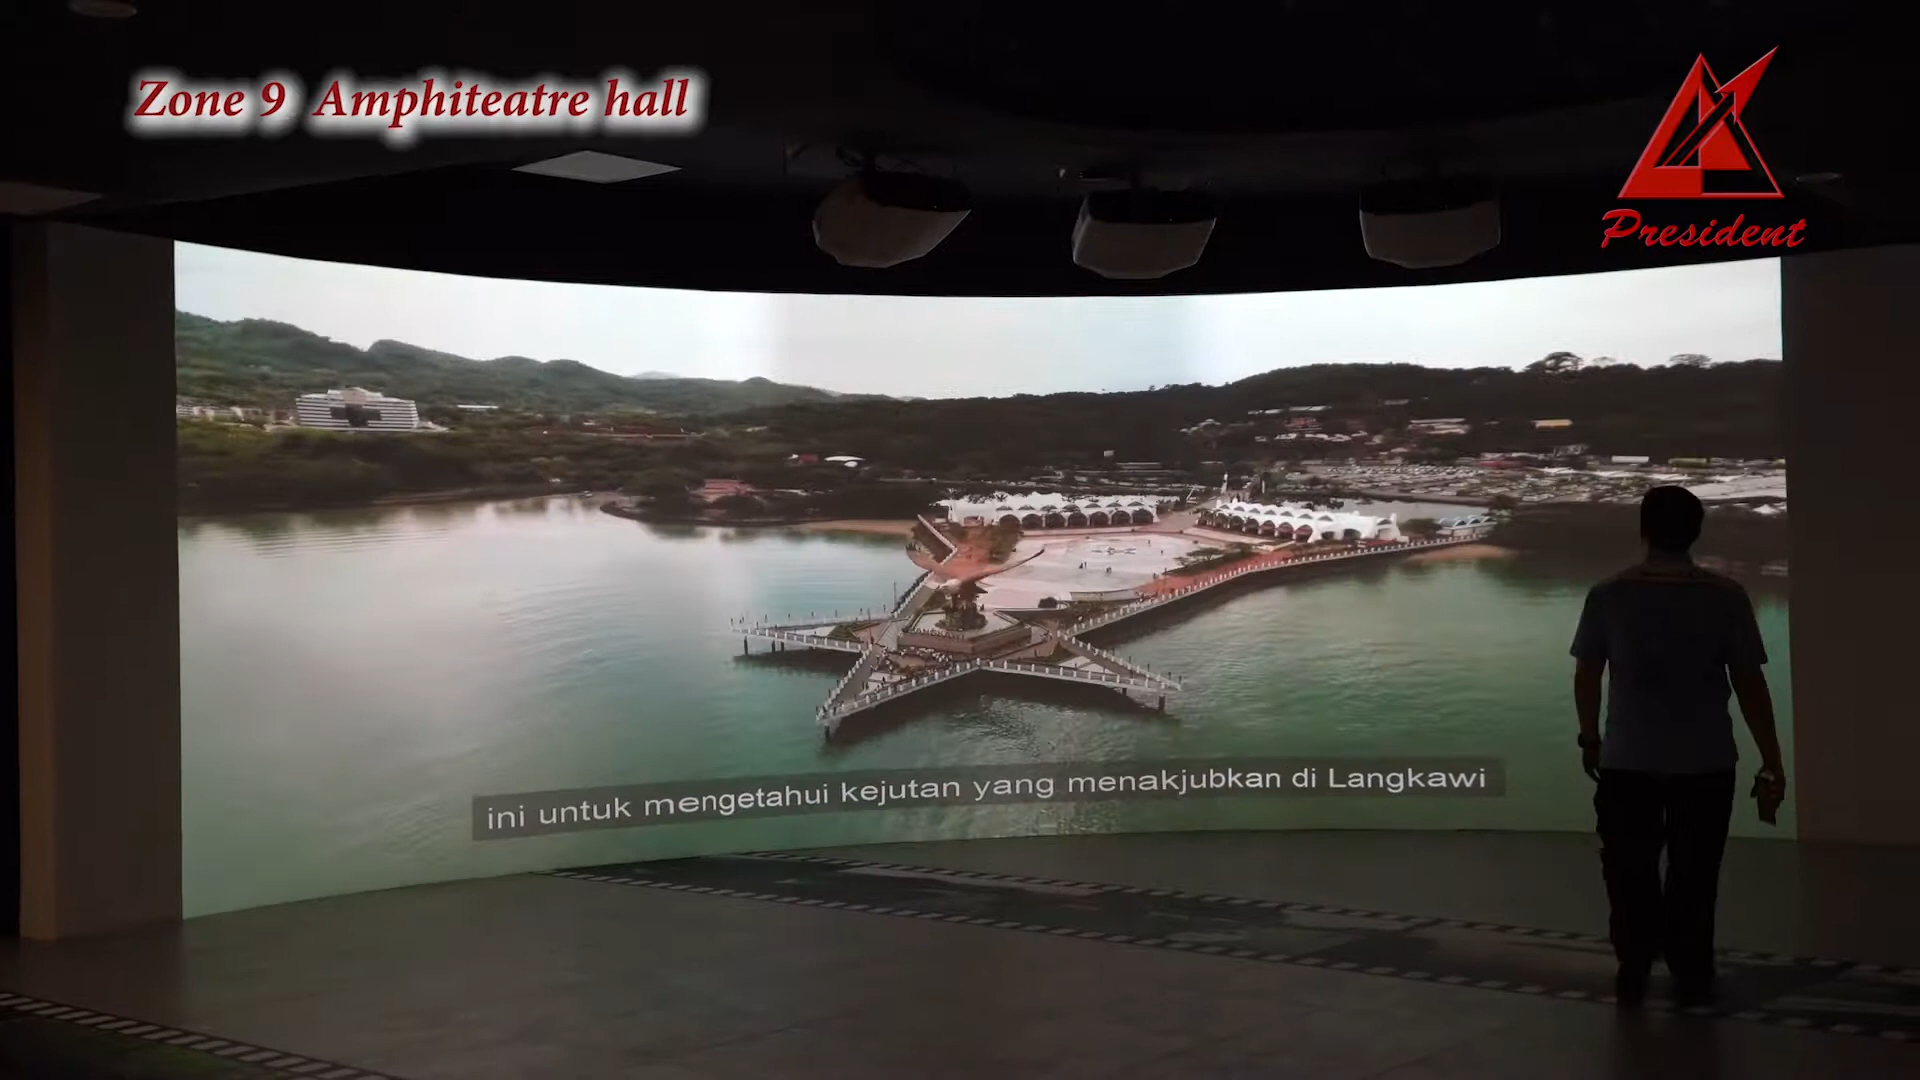 Zone 9 Amphiteatre hall
President
ini untuk mengetahui kejutan yang menakjubkan di Langkawi